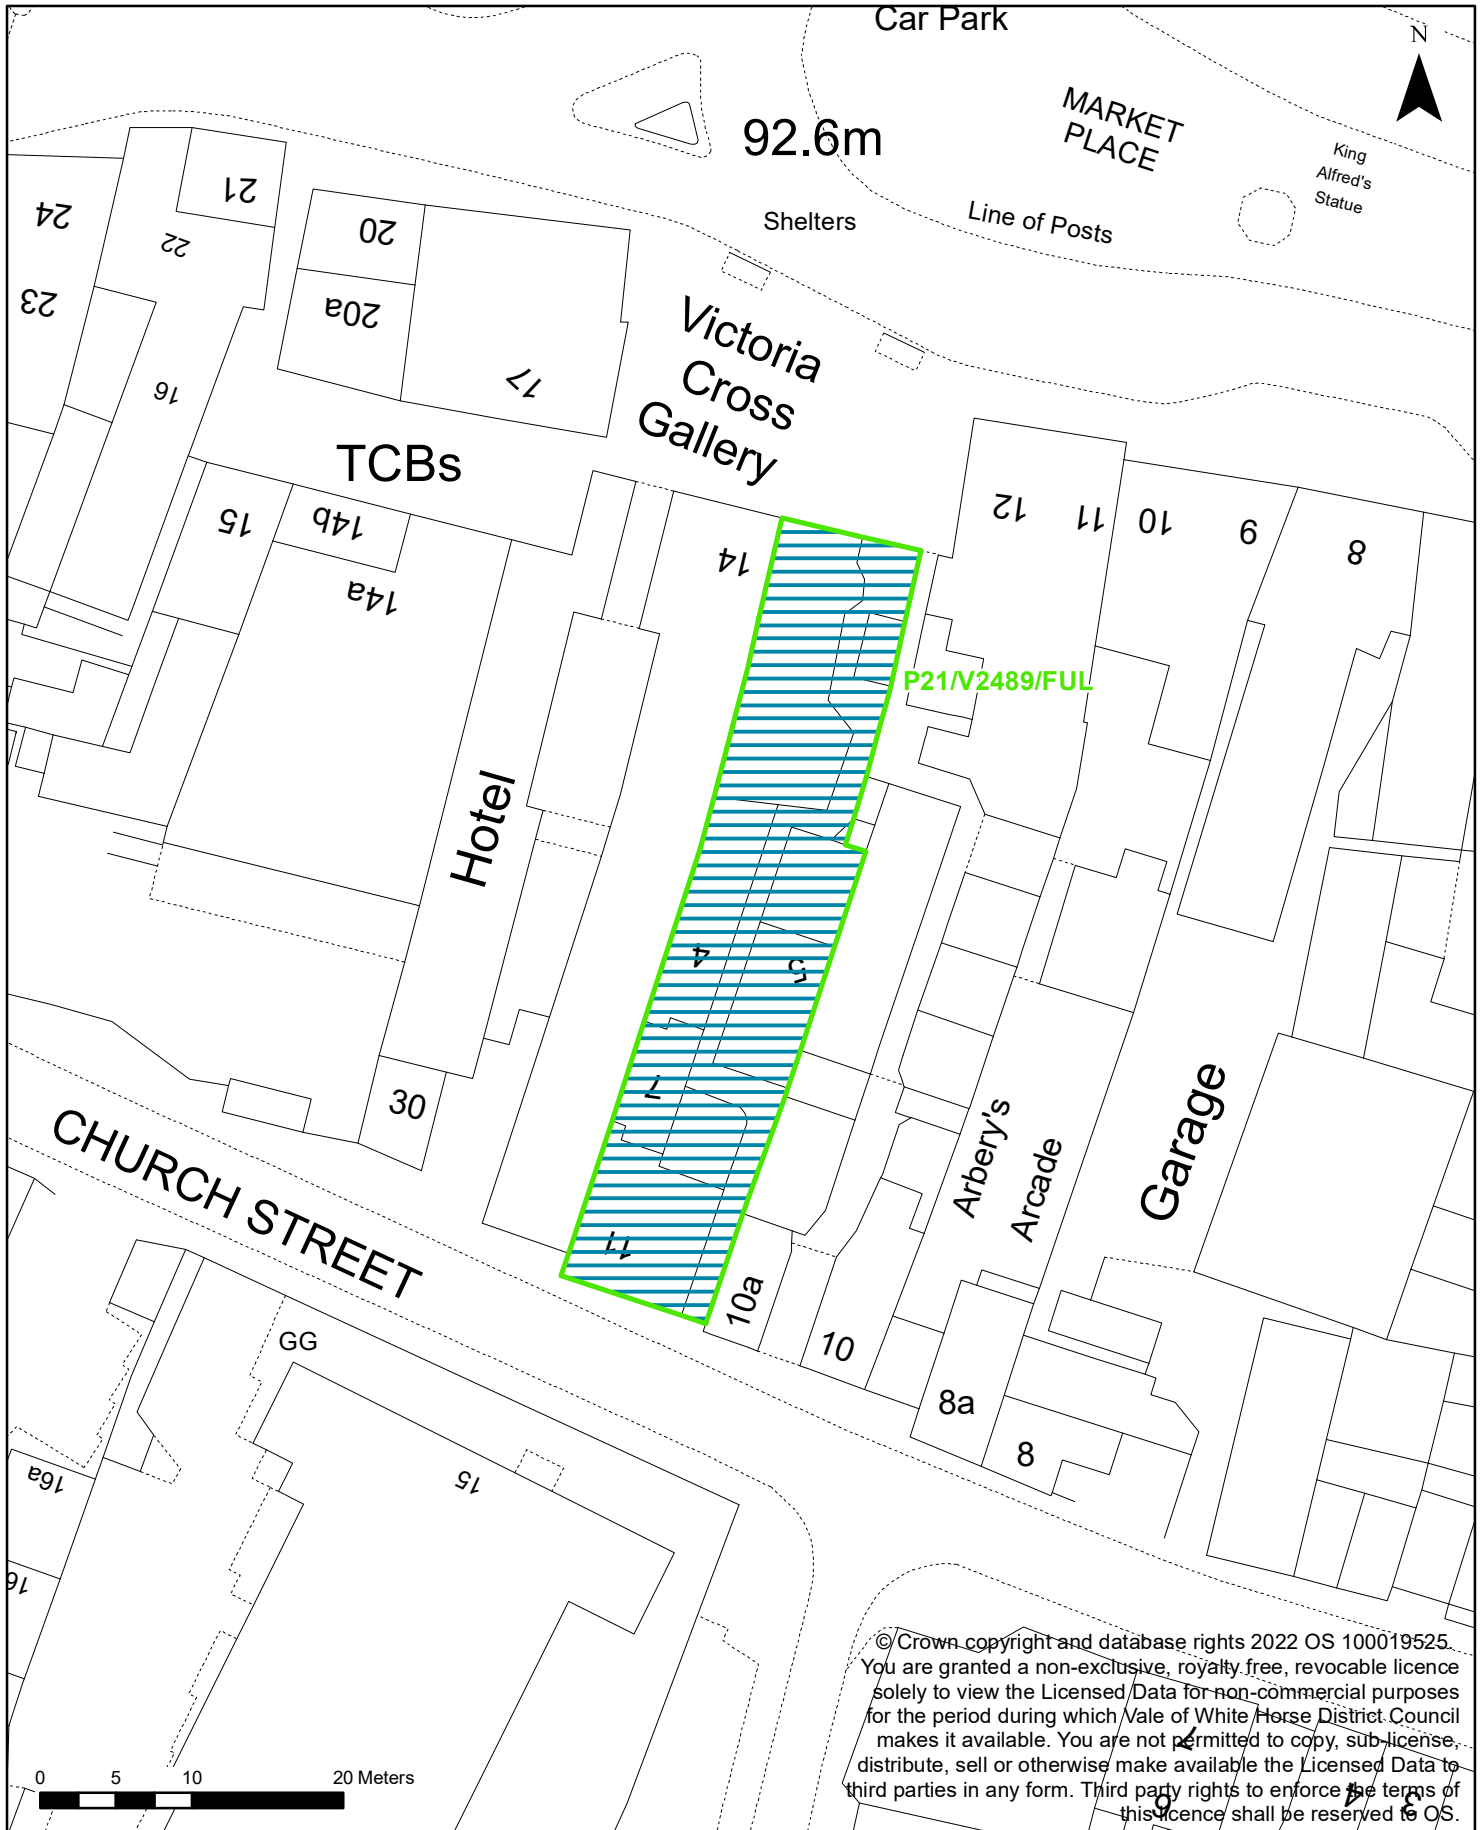 Car Park
N
MARKET
PLACE
92.6m
King
Alfred's
Statue
Shelters
Line of Posts
21
24
22
20
23
20a
Victoria
Cross
Gallery
17
16
TCBs
12
11
10
9
8
15
14b
14
14a
P21/V2489/FUL
Hotel
4
5
7
30
Arbery's
Arcade
Garage
CHURCH STREET
11
10a
10
GG
8a
8
15
16a
16
© Crown copyright and database rights 2022 OS 100019525.
You are granted a non-exclusive, royalty free, revocable licence
solely to view the Licensed Data for non-commercial purposes
for the period during which Vale of White Horse District Council
makes it available. You are not permitted to copy, sub-license,
distribute, sell or otherwise make available the Licensed Data to
third parties in any form. Third party rights to enforce the terms of
this licence shall be reserved to OS.
7
6
4
3
0 5 10 20 Meters